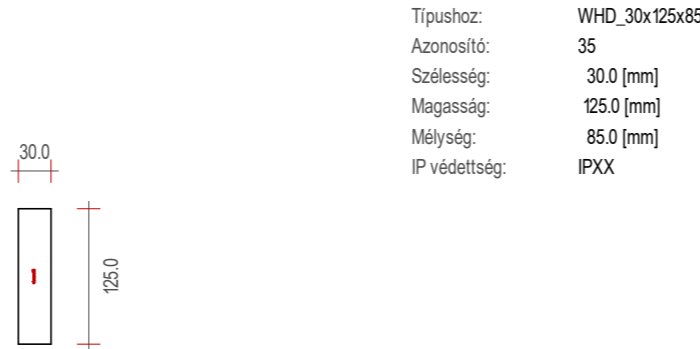 Típushoz: WHD_30x125x85
Azonosító: 35
Szélesség: 30.0 [mm]
Magasság: 125.0 [mm]
Mélység: 85.0 [mm]
IP védettség: IPXX
30.0
1
125.0